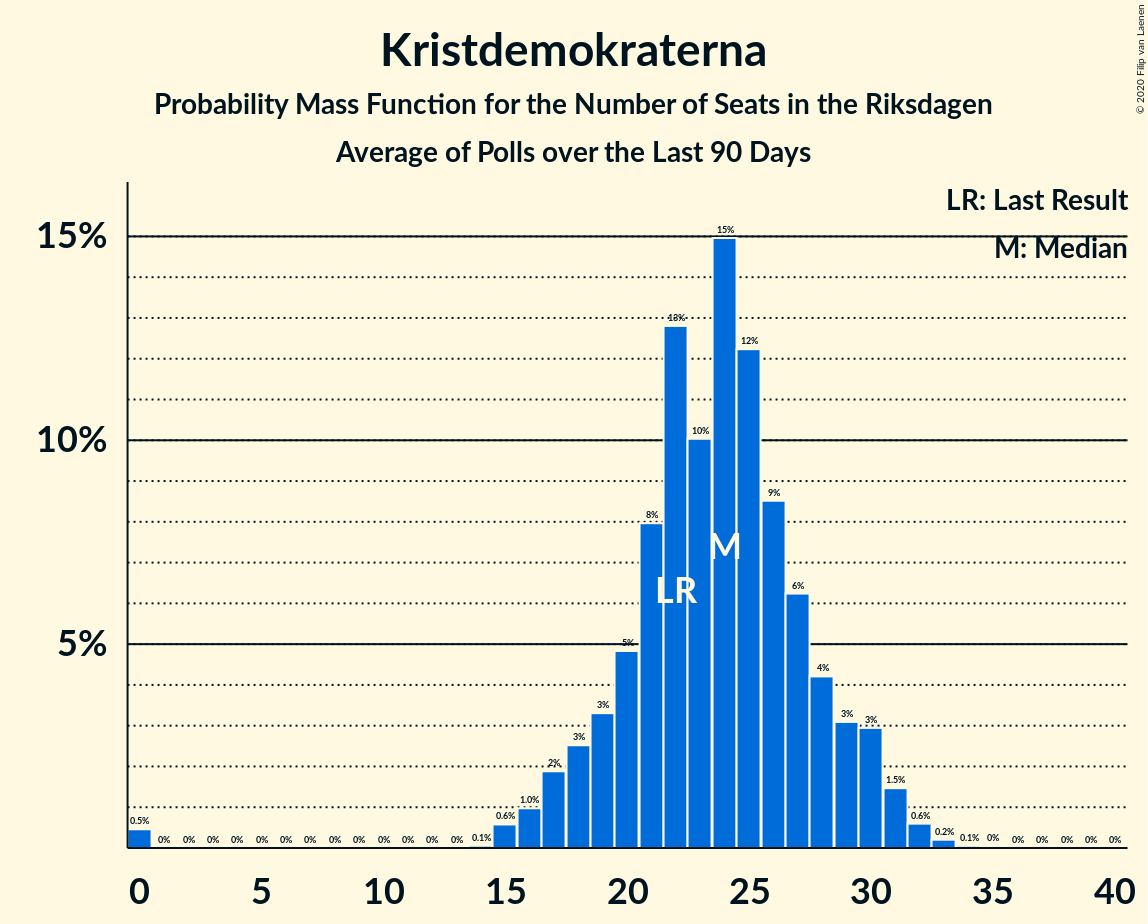 Kristdemokraterna
Probability Mass Function for the Number of Seats in the Riksdagen
Average of Polls over the Last 90 Days
© 2020 Filip van Laenen
LR: Last Result
M: Median
15%
10%
5%
0.5% 0% 0% 0% 0% 0% 0% 0% 0% 0% 0% 0% 0% 0% 0.1% 0.6% 1.0% 2% 3% 3% 5% 8% 13% 10% 15% 12% 9% 6% 4% 3% 3% 1.5% 0.6% 0.2% 0.1% 0% 0% 0% 0% 0% 0%
M
LR
0 5 10 15 20 25 30 35 40